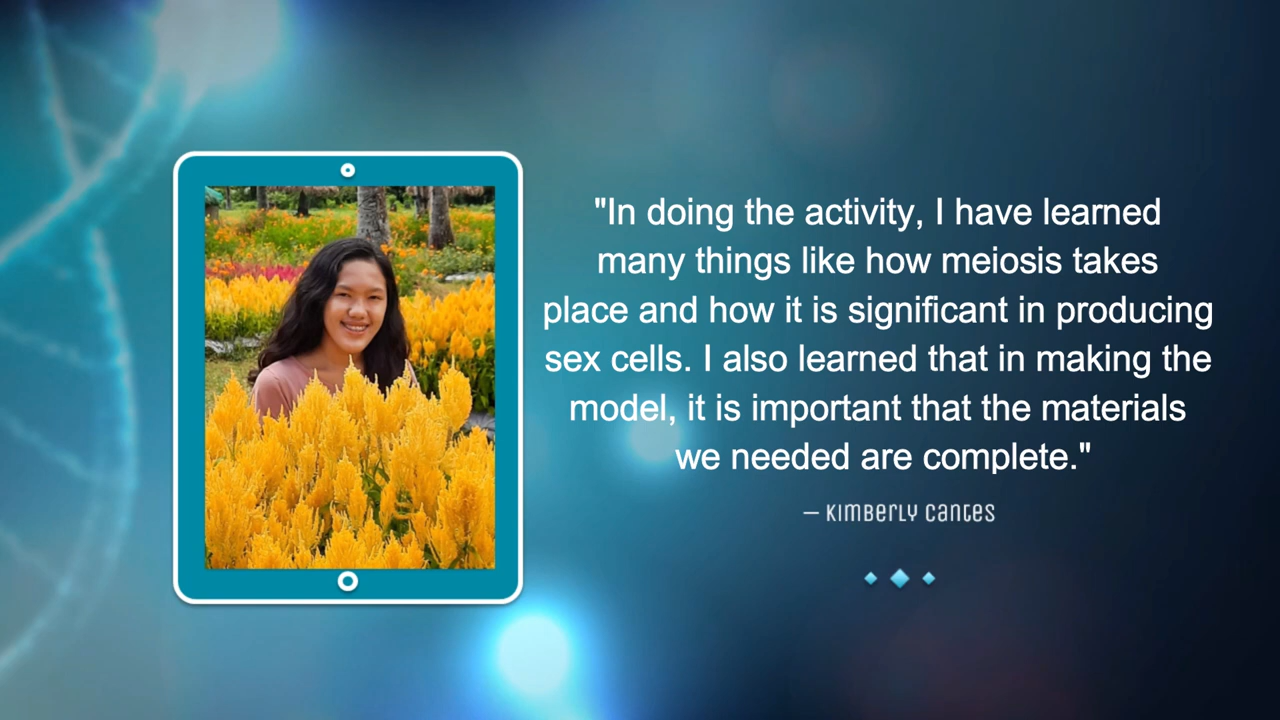 "In doing the activity, I have learned
many things like how meiosis takes
place and how it is significant in producing
sex cells. I also learned that in making the
model, it is important that the materials
we needed are complete."
– Kimberly Cantes